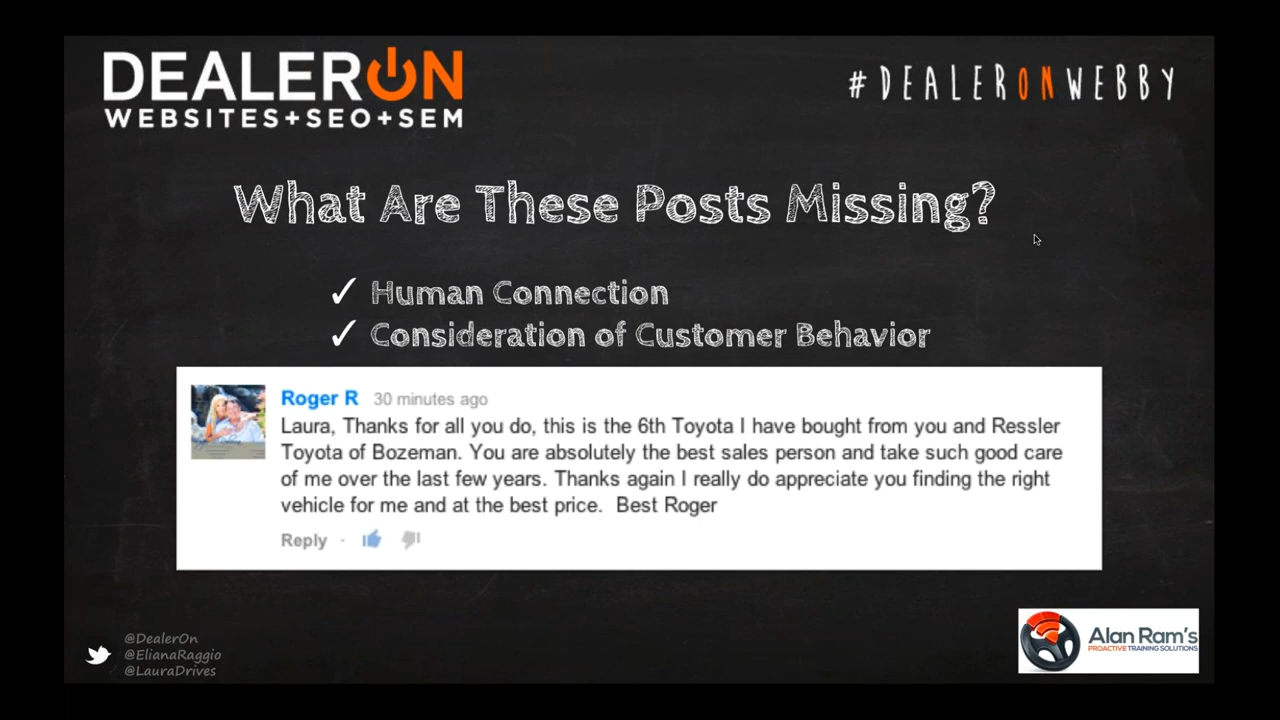 DEALERON
WEBSITES+SEO+SEM
#DEALERONWEBBY
What Are These Posts Missing?
✓ Human Connection
✓ Consideration of Customer Behavior
Roger R 30 minutes ago
Laura, Thanks for all you do, this is the 6th Toyota I have bought from you and Ressler
Toyota of Bozeman. You are absolutely the best sales person and take such good care
of me over the last few years. Thanks again I really do appreciate you finding the right
vehicle for me and at the best price. Best Roger
Reply ·
@DealerOn
@ElianaRaggio
@LauraDrives
Alan Ram's
PROACTIVE TRAINING SOLUTIONS